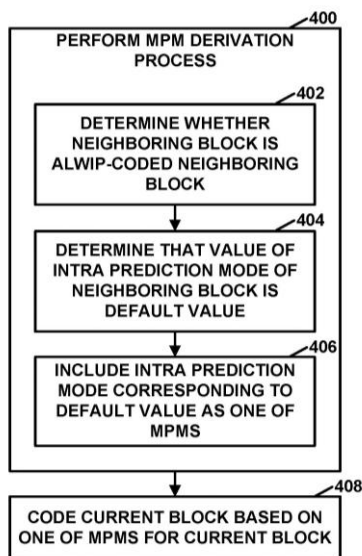 400
PERFORM MPM DERIVATION
PROCESS
402
DETERMINE WHETHER
NEIGHBORING BLOCK IS
ALWIP-CODED NEIGHBORING
BLOCK
404
DETERMINE THAT VALUE OF
INTRA PREDICTION MODE OF
NEIGHBORING BLOCK IS
DEFAULT VALUE
406
INCLUDE INTRA PREDICTION
MODE CORRESPONDING TO
DEFAULT VALUE AS ONE OF
MPMS
408
CODE CURRENT BLOCK BASED ON
ONE OF MPMS FOR CURRENT BLOCK